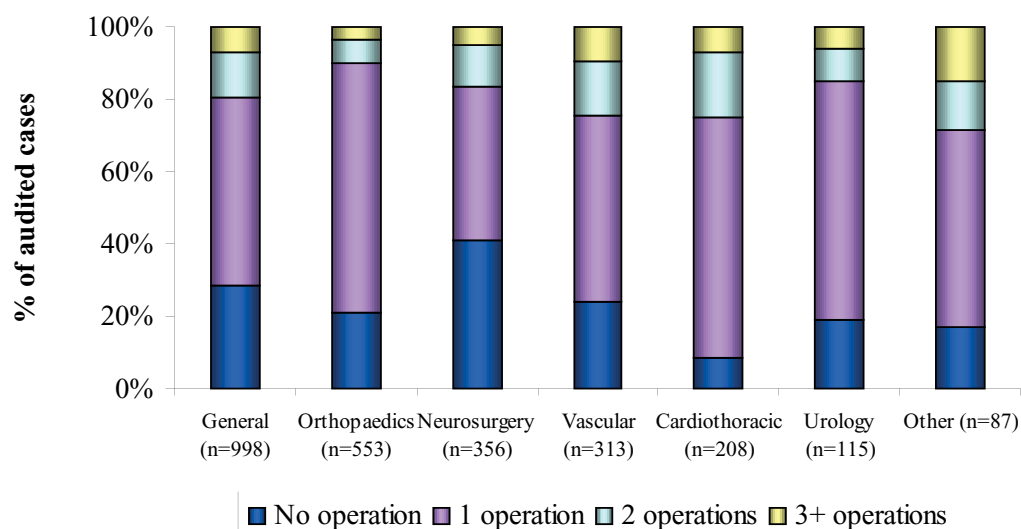 % of audited cases
100%
80%
60%
40%
20%
0%
General Orthopaedics Neurosurgery Vascular Cardiothoracic Urology Other (n=87)
(n=998) (n=553) (n=356) (n=313) (n=208) (n=115)
No operation 1 operation 2 operations 3+ operations